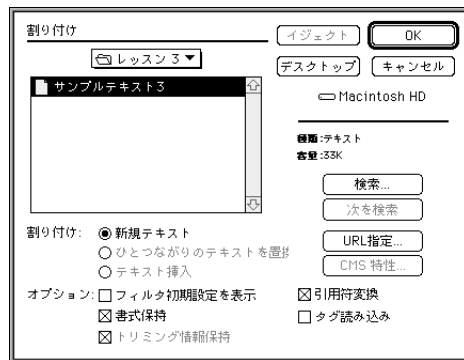 割り付け
イジェクト
OK
レッスン 3
デスクトップ
キャンセル
サンプルテキスト3
Macintosh HD
種類:テキスト
容量:33K
検索...
次を検索
割り付け:
新規テキスト
ひとつながりのテキストを置換
URL指定...
テキスト挿入
CMS 特性...
オプション:
フィルタ初期設定を表示
引用符変換
書式保持
タグ読み込み
トリミング情報保持